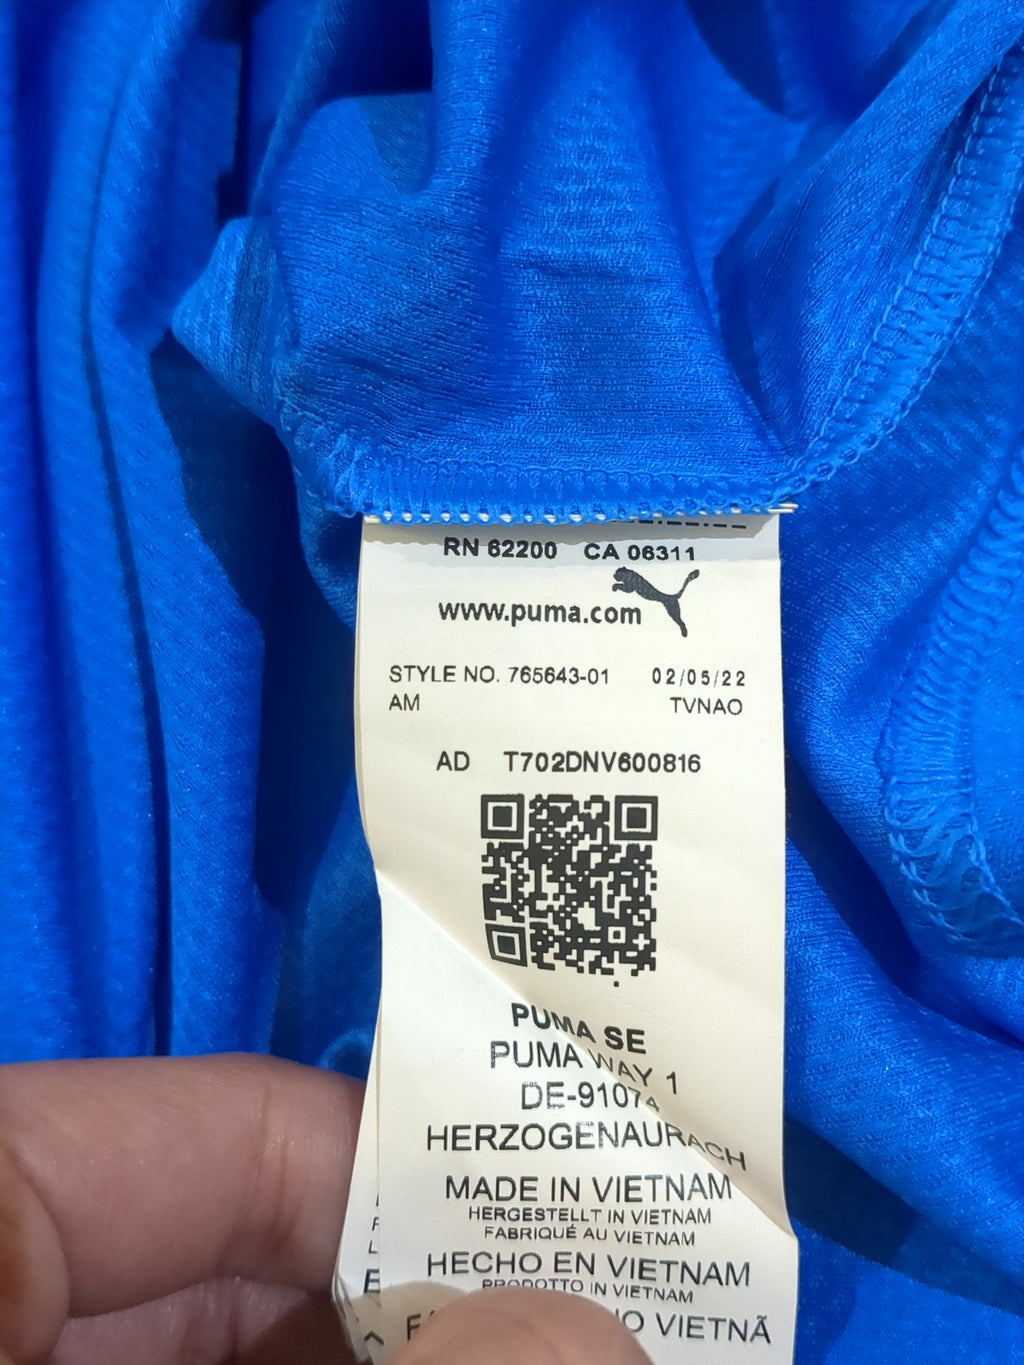 RN 62200 CA 06311
www.puma.com
STYLE NO. 765643-01 02/05/22
AM TVNAO
AD T702DNV600816
PUMA SE
PUMA WAY 1
DE-91074
HERZOGENAURACH
MADE IN VIETNAM
HERGESTELLT IN VIETNAM
FABRIQUÉ AU VIETNAM
HECHO EN VIETNAM
PRODOTTO IN VIETNAM
VIETNÃ